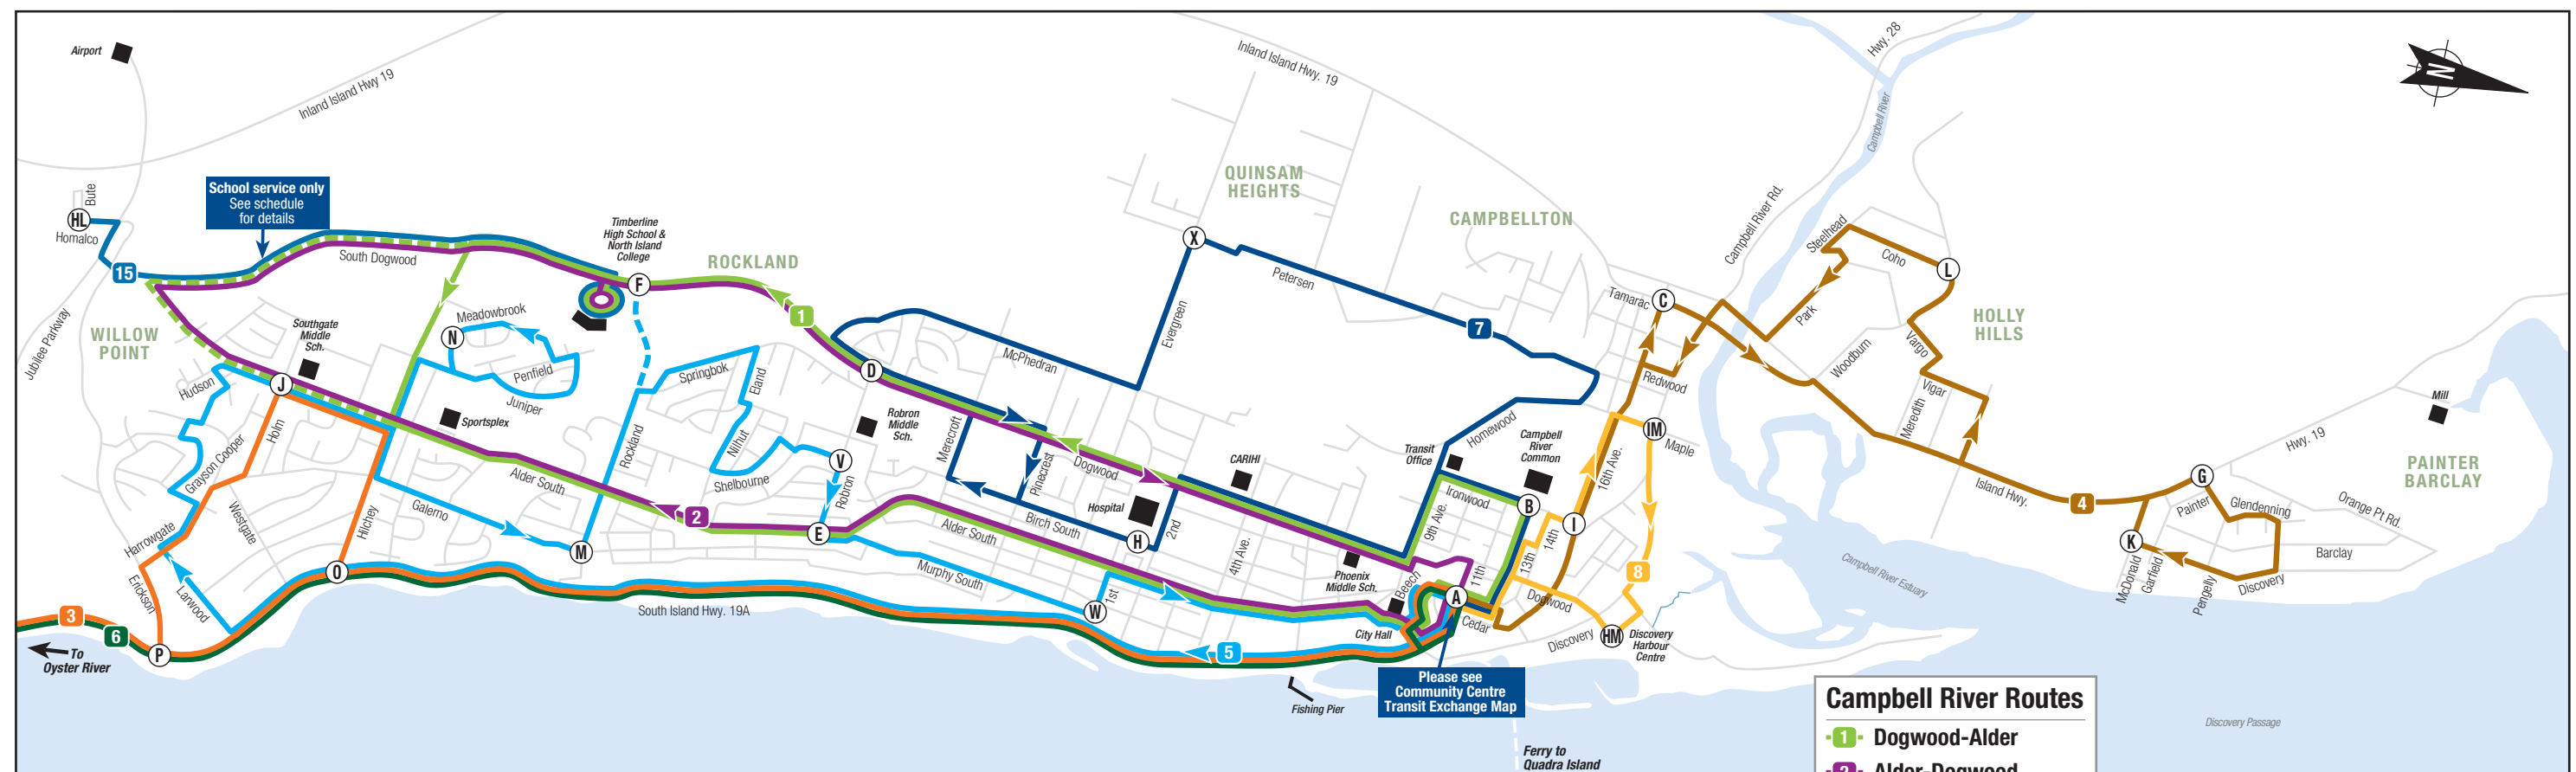 Airport
Inland Island Hwy 19
Inland Island Hwy. 19
Hwy. 28
Campbell River
N
Bute
HL
Homalco
School service only
See schedule
for details
15
South Dogwood
Timberline
High School &
North Island
College
F
ROCKLAND
1
QUINSAM
HEIGHTS
X
Petersen
Evergreen
7
CAMPBELLTON
Campbell River Rd.
Tamarac
C
Steelhead
Coho
L
Park
HOLLY
HILLS
Vargo
Woodburn
Vigar
Meredith
Redwood
Jubilee Parkway
WILLOW
POINT
Southgate
Middle
Sch.
Hudson
J
Meadowbrook
N
Penfield
Juniper
Sportsplex
Springbok
Eland
Nilhut
Shelbourne
Rockland
V
Robron
Robron
Middle
Sch.
D
McPhedran
Merecroft
Pinecrest
Dogwood
CARIHI
Hospital
Birch South
H
2nd
Transit
Office
Homewood
Campbell
River
Common
Ironwood
B
9th Ave.
16th Ave.
IM
Maple
I
14th
13th
8
Island Hwy.
4
G
Painter
Glendenning
Orange Pt Rd.
Barclay
Discovery
Pengelly
Garfield
McDonald
K
Hwy. 19
Mill
PAINTER
BARCLAY
Holm
Grayson Cooper
Westgate
Harrowgate
Erickson
Larwood
Hilchey
O
Galerno
M
Alder South
2
E
Alder South
Murphy South
W
1st
4th Ave.
Phoenix
Middle Sch.
Beech
11th
A
Cedar
Dogwood
City Hall
Discovery
HM
Discovery
Harbour
Centre
Campbell River
Estuary
South Island Hwy. 19A
3
6
P
To
Oyster River
5
Fishing Pier
Please see
Community Centre
Transit Exchange Map
Ferry to
Quadra Island
Discovery Passage
Campbell River Routes
1 Dogwood-Alder
2 Alder-Dogwood